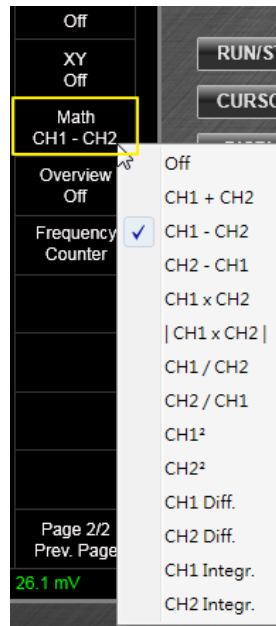 Off
XY
Off
RUN/S
Math
CH1 - CH2
CURSO
Overview
Off
Frequency
Counter
Off
CH1 + CH2
✓ CH1 - CH2
CH2 - CH1
CH1 x CH2
| CH1 x CH2 |
CH1 / CH2
CH2 / CH1
CH1²
CH2²
CH1 Diff.
CH2 Diff.
CH1 Integr.
CH2 Integr.
Page 2/2
Prev. Page
26.1 mV